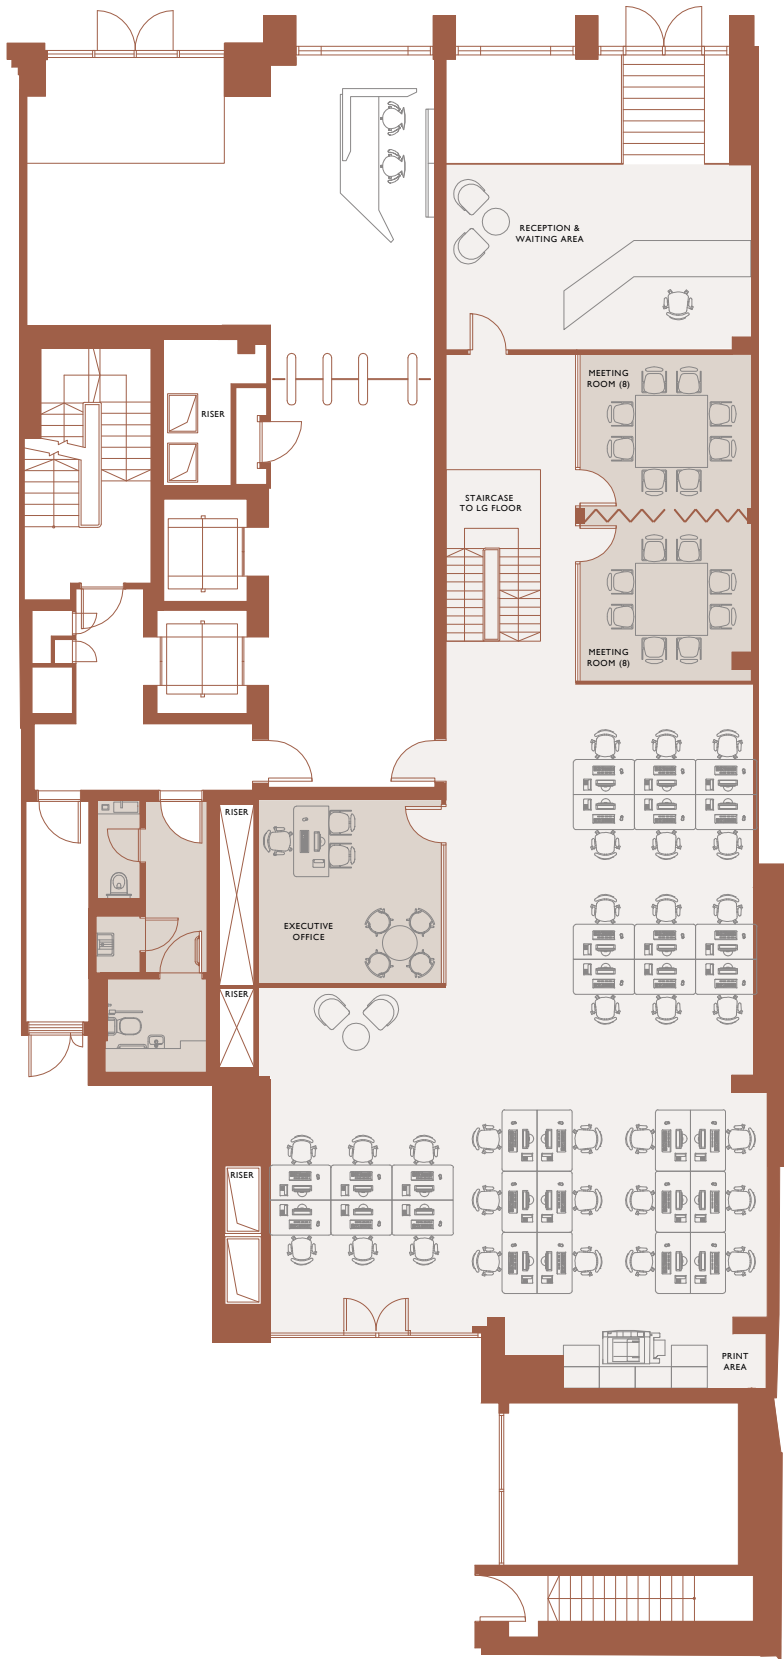 RECEPTION &
WAITING AREA
MEETING
ROOM (8)
RISER
STAIRCASE
TO LG FLOOR
MEETING
ROOM (8)
RISER
EXECUTIVE
OFFICE
RISER
RISER
PRINT
AREA